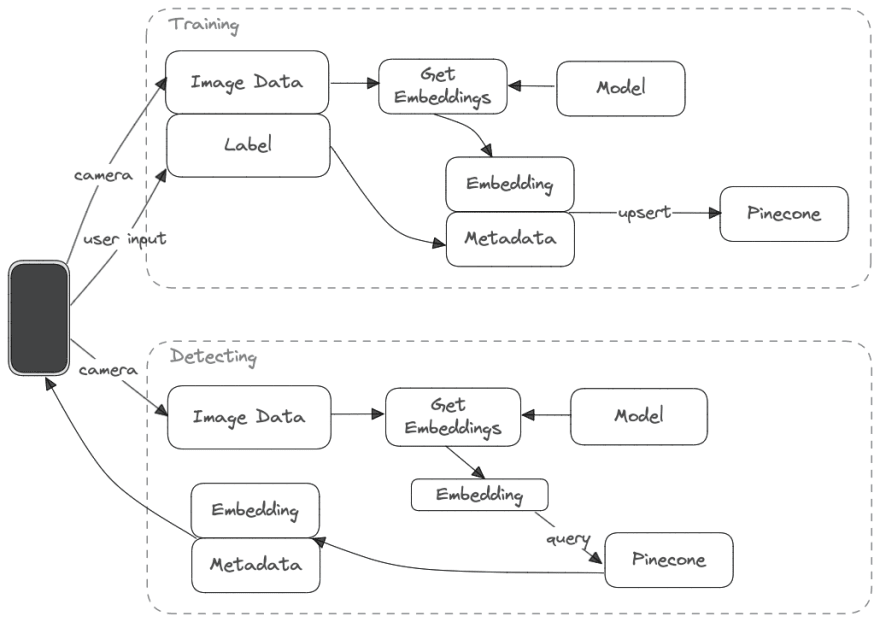 Training
Image Data
Get
Embeddings
Model
Label
camera
Embedding
user input
Metadata
upsert
Pinecone
Detecting
camera
Image Data
Get
Embeddings
Model
Embedding
Embedding
query
Metadata
Pinecone